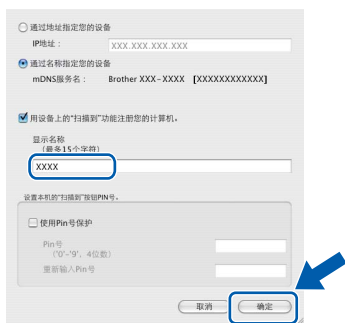 通过地址指定您的设备
IP地址： XXX.XXX.XXX.XXX
通过名称指定您的设备
mDNS服务名： Brother XXX-XXXX [XXXXXXXXXXXX]
用设备上的“扫描到”功能注册您的计算机。
显示名称
(最多15个字符)
XXXX
设置本机的“扫描到”按钮PIN号。
使用Pin号保护
Pin号
('0'-'9'，4位数)
重新输入Pin号
取消 确定